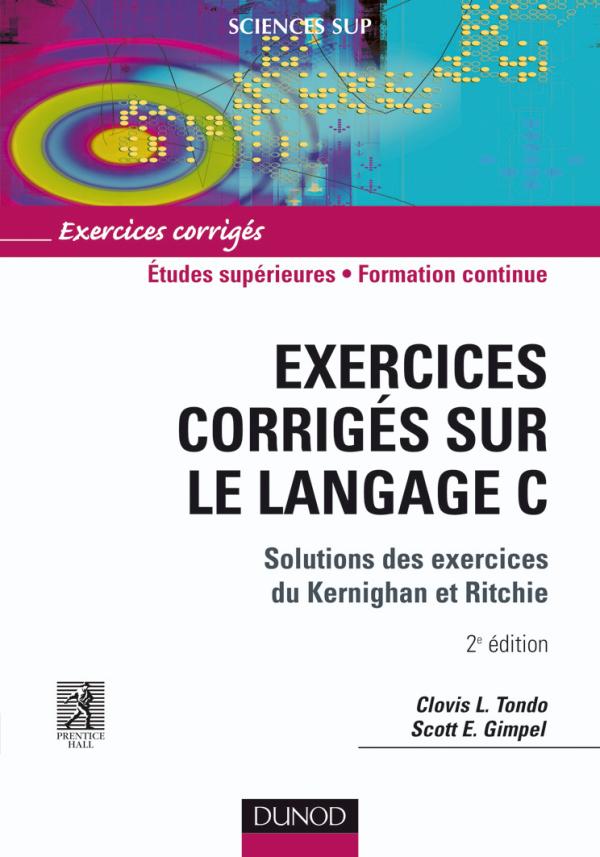 SCIENCES SUP
Exercices corrigés
Études supérieures • Formation continue
EXERCICES
CORRIGÉS SUR
LE LANGAGE C
Solutions des exercices
du Kernighan et Ritchie
2e édition
Clovis L. Tondo
Scott E. Gimpel
PRENTICE
HALL
DUNOD